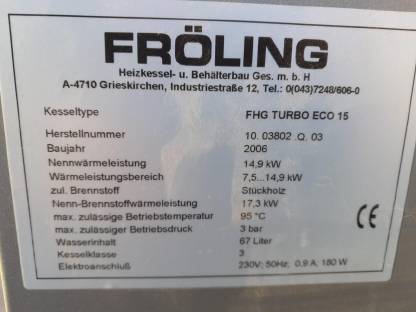 FRÖLING
Heizkessel- u. Behälterbau Ges. m. b. H
A-4710 Grieskirchen, Industriestraße 12, Tel.: 0(043)7248/606-0
Kesseltype FHG TURBO ECO 15
Herstellnummer 10. 03802 .Q. 03
Baujahr 2006
Nennwärmeleistung 14,9 kW
Wärmeleistungsbereich 7,5...14,9 kW
zul. Brennstoff Stückholz
Nenn-Brennstoffwärmeleistung 17,3 kW
max. zulässige Betriebstemperatur 95 °C
max. zulässiger Betriebsdruck 3 bar
Wasserinhalt 67 Liter
Kesselklasse 3
Elektroanschluß 230V; 50Hz; 0.9 A; 180 W
CE